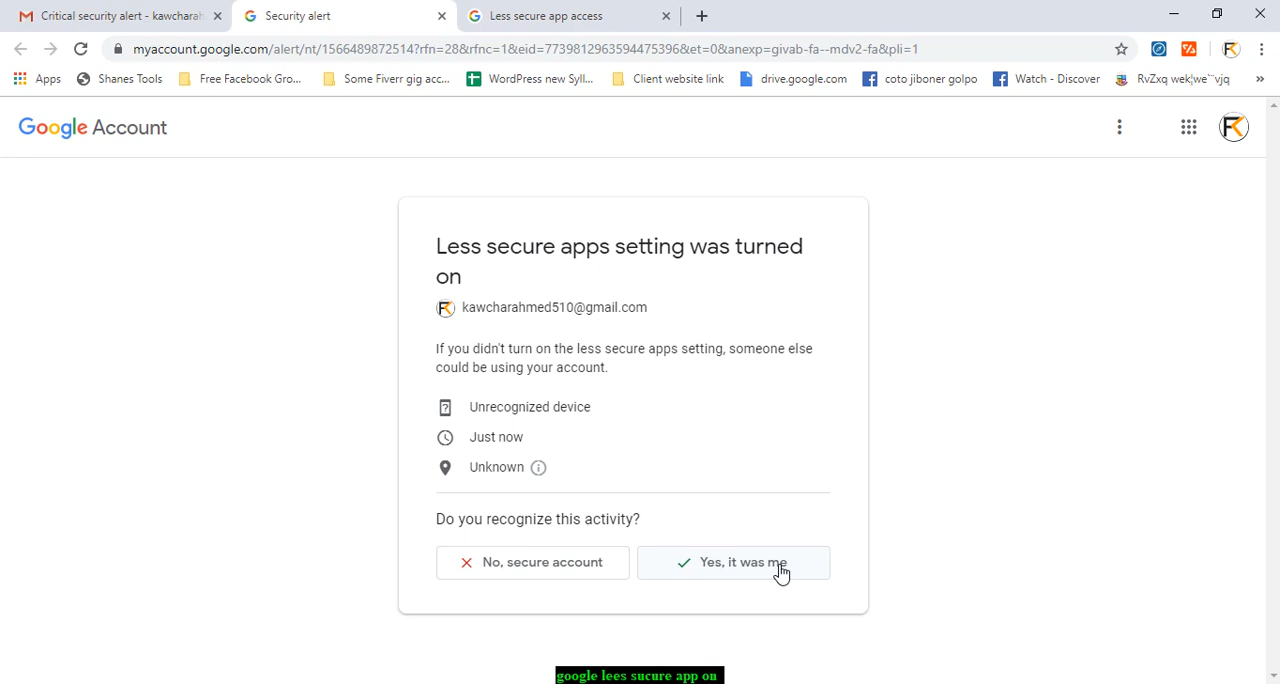 Critical security alert - kawcharah
Security alert
Less secure app access
myaccount.google.com/alert/nt/1566489872514?rfn=28&rfnc=1&eid=7739812963594475396&et=0&anexp=givab-fa--mdv2-fa&pli=1
Apps Shanes Tools Free Facebook Gro... Some Fiverr gig acc... WordPress new Syll... Client website link drive.google.com coto jiboner golpo Watch - Discover RvZxq wek¦we¨vjq »
Google Account
Less secure apps setting was turned
on
kawcharahmed510@gmail.com
If you didn't turn on the less secure apps setting, someone else
could be using your account.
Unrecognized device
Just now
Unknown
Do you recognize this activity?
No, secure account
Yes, it was me
google lees sucure app on